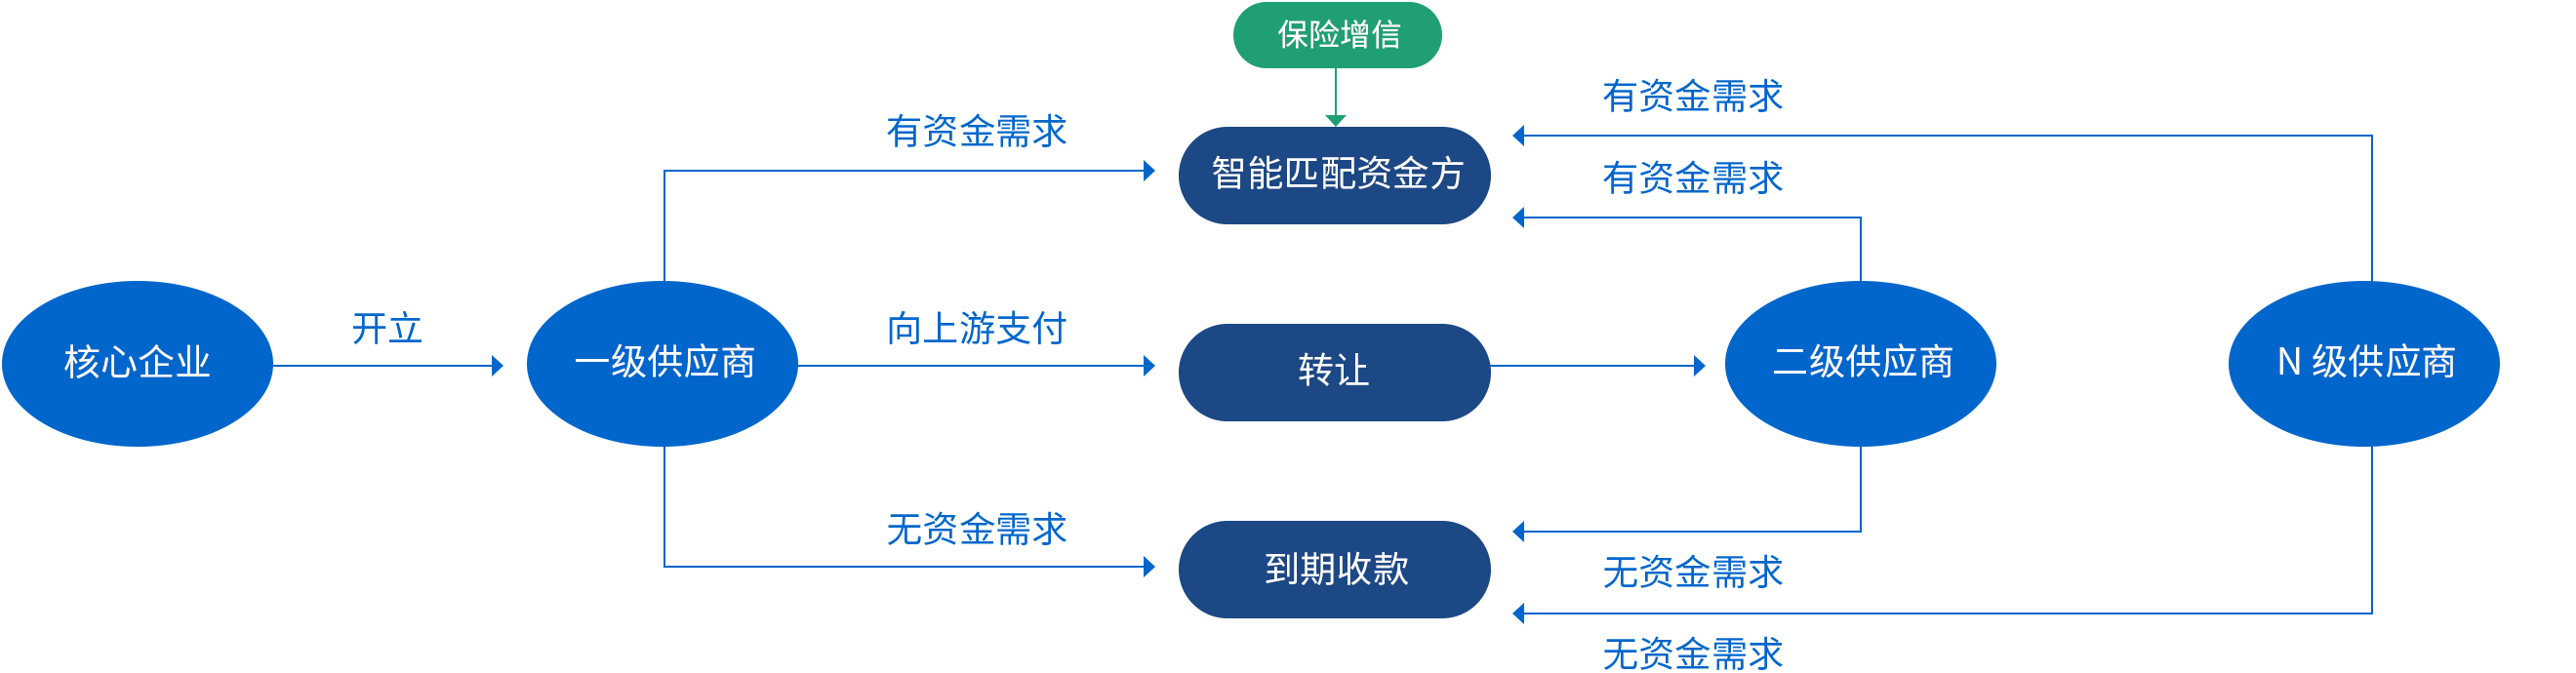 保险增信
有资金需求
有资金需求
智能匹配资金方
有资金需求
开立
向上游支付
核心企业
一级供应商
转让
二级供应商
N 级供应商
无资金需求
到期收款
无资金需求
无资金需求